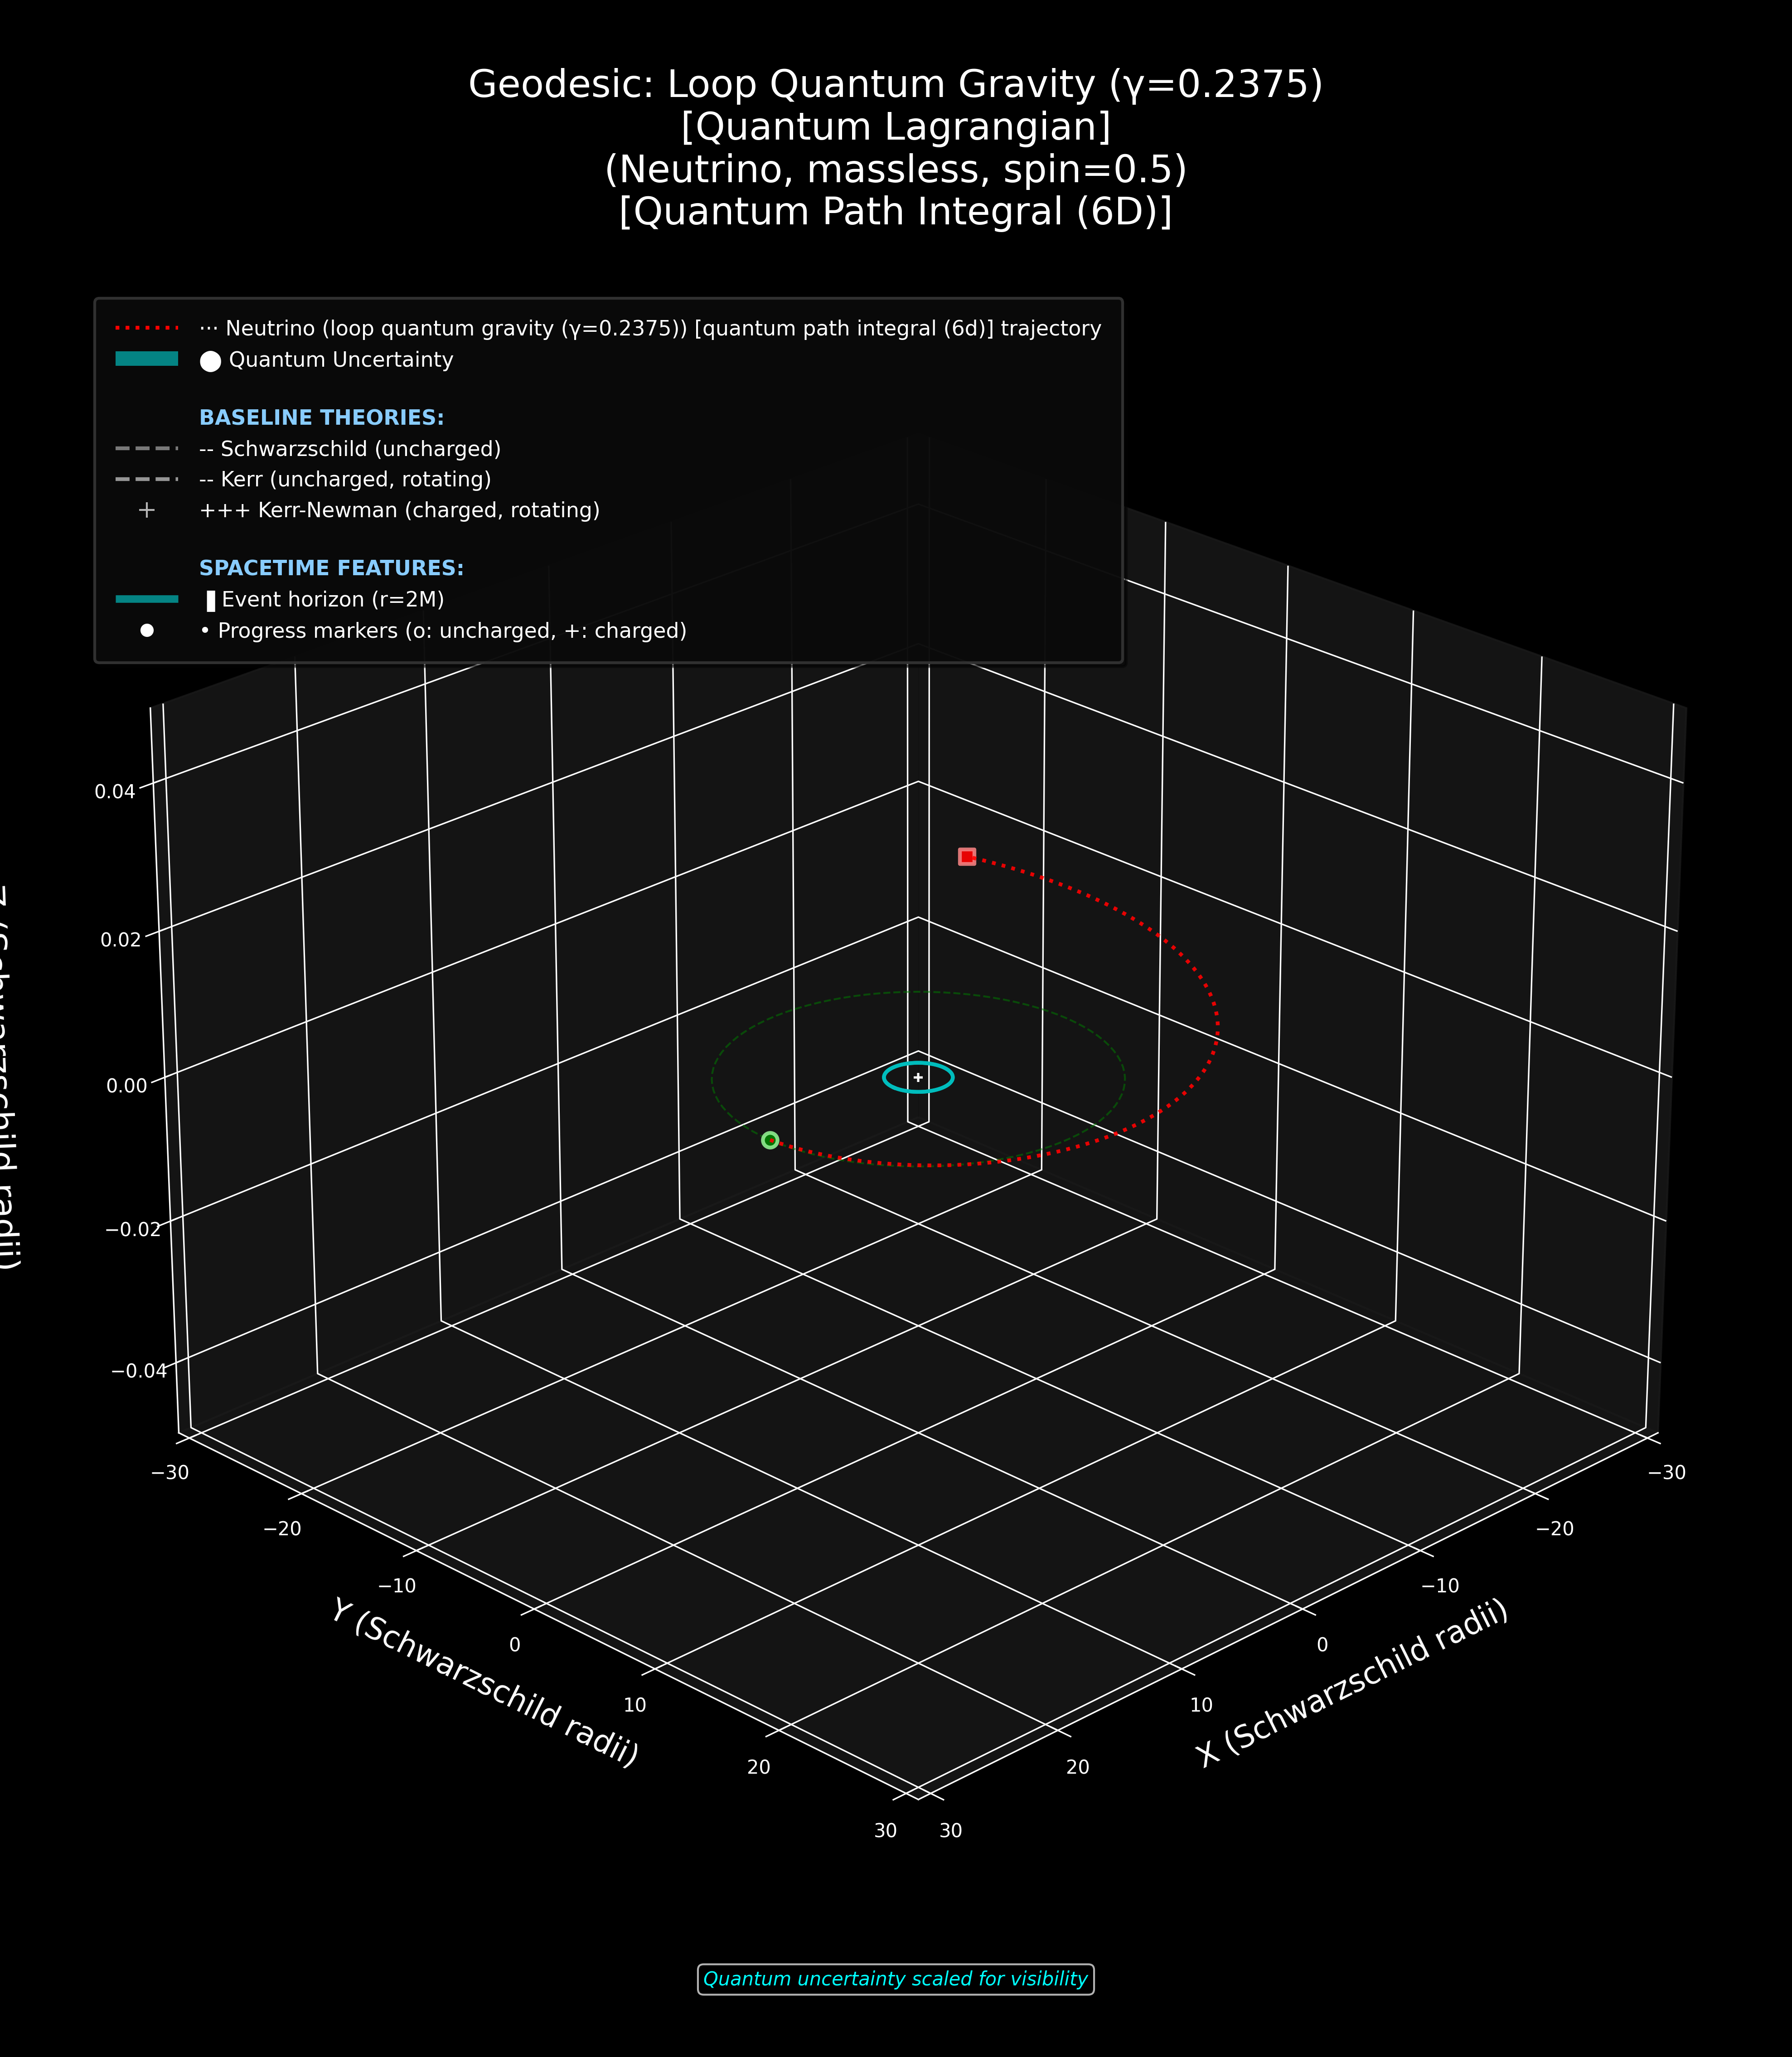 Geodesic: Loop Quantum Gravity (γ=0.2375)
[Quantum Lagrangian]
(Neutrino, massless, spin=0.5)
[Quantum Path Integral (6D)]
··· Neutrino (loop quantum gravity (γ=0.2375)) [quantum path integral (6d)] trajectory
⬤ Quantum Uncertainty
BASELINE THEORIES:
-- Schwarzschild (uncharged)
-- Kerr (uncharged, rotating)
+++ Kerr-Newman (charged, rotating)
SPACETIME FEATURES:
▐ Event horizon (r=2M)
• Progress markers (o: uncharged, +: charged)
0.04
0.02
0.00
−0.02
−0.04
Z (Schwarzschild radii)
−30
−20
−10
0
10
20
30
Y (Schwarzschild radii)
−30
−20
−10
0
10
20
30
X (Schwarzschild radii)
Quantum uncertainty scaled for visibility